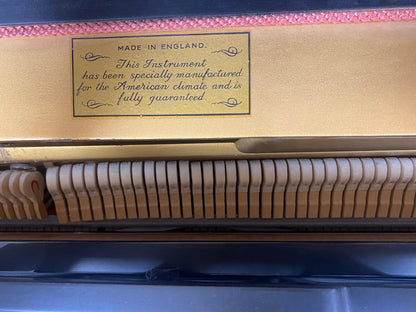 MADE IN ENGLAND.
This Instrument
has been specially manufactured
for the American climate and is
fully guaranteed.